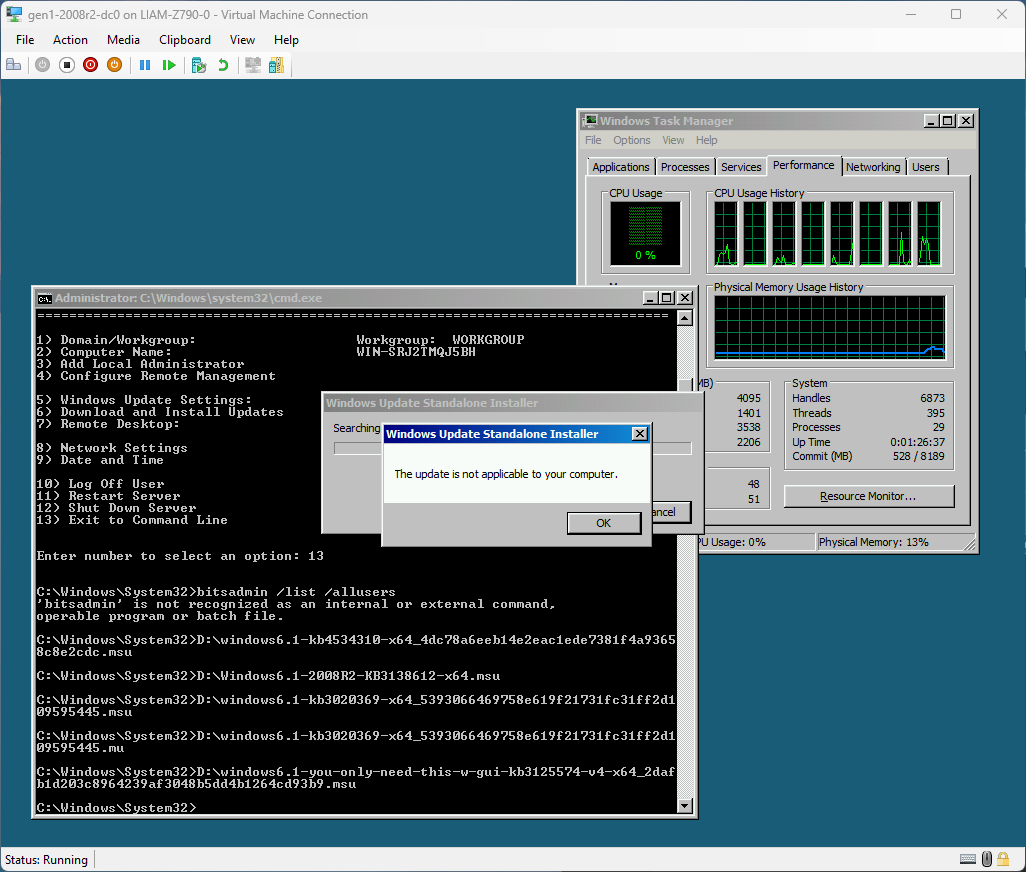 gen1-2008r2-dc0 on LIAM-Z790-0 - Virtual Machine Connection
File Action Media Clipboard View Help
Windows Task Manager
File Options View Help
Applications Processes Services Performance Networking Users
CPU Usage
CPU Usage History
0 %
Physical Memory Usage History
MB)
4095
1401
3538
2206
48
51
System
Handles 6873
Threads 395
Processes 29
Up Time 0:01:26:37
Commit (MB) 528 / 8189
Resource Monitor...
PU Usage: 0%
Physical Memory: 13%
Administrator: C:\Windows\system32\cmd.exe
===============================================================================
1) Domain/Workgroup: Workgroup: WORKGROUP
2) Computer Name: WIN-SRJ2TMQJ5BH
3) Add Local Administrator
4) Configure Remote Management
5) Windows Update Settings:
6) Download and Install Updates
7) Remote Desktop:
8) Network Settings
9) Date and Time
10) Log Off User
11) Restart Server
12) Shut Down Server
13) Exit to Command Line
Enter number to select an option: 13
C:\Windows\System32>bitsadmin /list /allusers
'bitsadmin' is not recognized as an internal or external command,
operable program or batch file.
C:\Windows\System32>D:\windows6.1-kb4534310-x64_4dc78a6eeb14e2eac1ede7381f4a9365
8c8e2cdc.msu
C:\Windows\System32>D:\Windows6.1-2008R2-KB3138612-x64.msu
C:\Windows\System32>D:\windows6.1-kb3020369-x64_5393066469758e619f21731fc31ff2d1
09595445.msu
C:\Windows\System32>D:\windows6.1-kb3020369-x64_5393066469758e619f21731fc31ff2d1
09595445.mu
C:\Windows\System32>D:\windows6.1-you-only-need-this-w-gui-kb3125574-v4-x64_2daf
b1d203c8964239af3048b5dd4b1264cd93b9.msu
C:\Windows\System32>
Windows Update Standalone Installer
Searching
ancel
Windows Update Standalone Installer
The update is not applicable to your computer.
OK
Status: Running